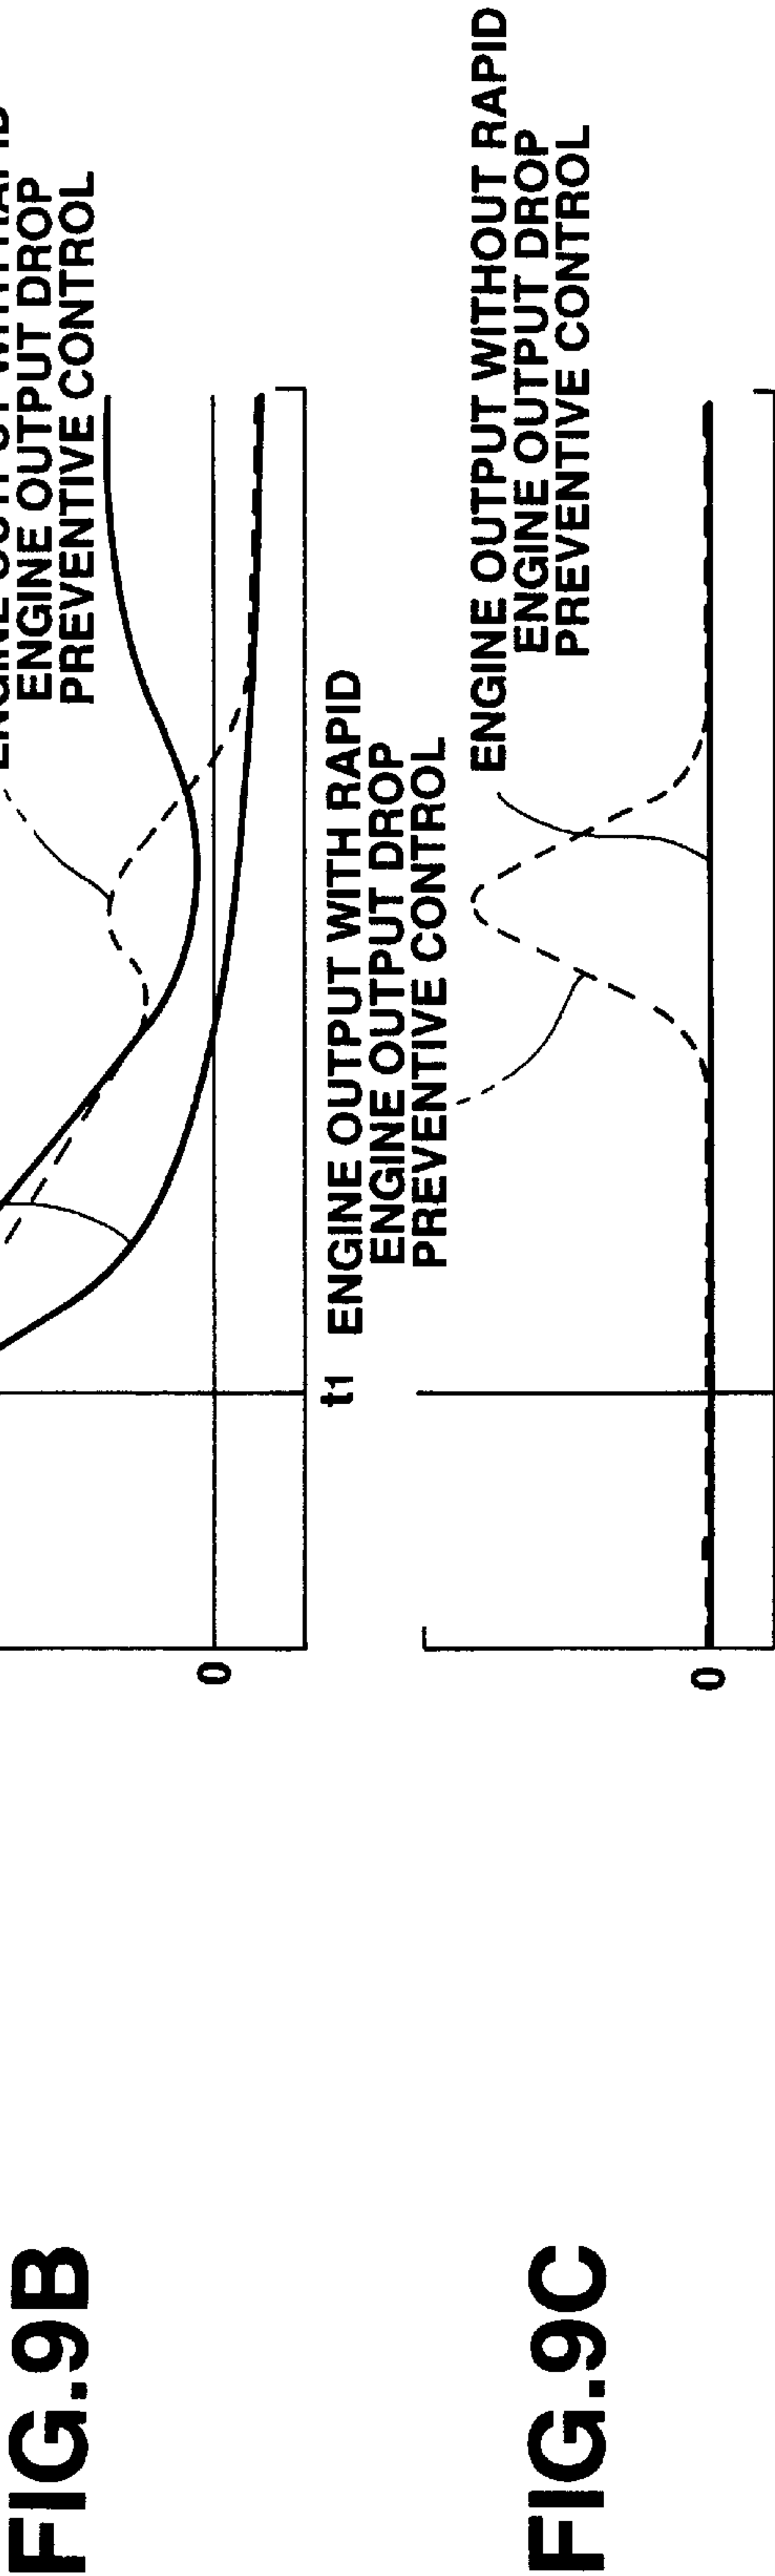 FIG.9B
ENGINE OUTPUT DROP
PREVENTIVE CONTROL
0
t1
ENGINE OUTPUT WITH RAPID
ENGINE OUTPUT DROP
PREVENTIVE CONTROL
FIG.9C
ENGINE OUTPUT WITHOUT RAPID
ENGINE OUTPUT DROP
PREVENTIVE CONTROL
0